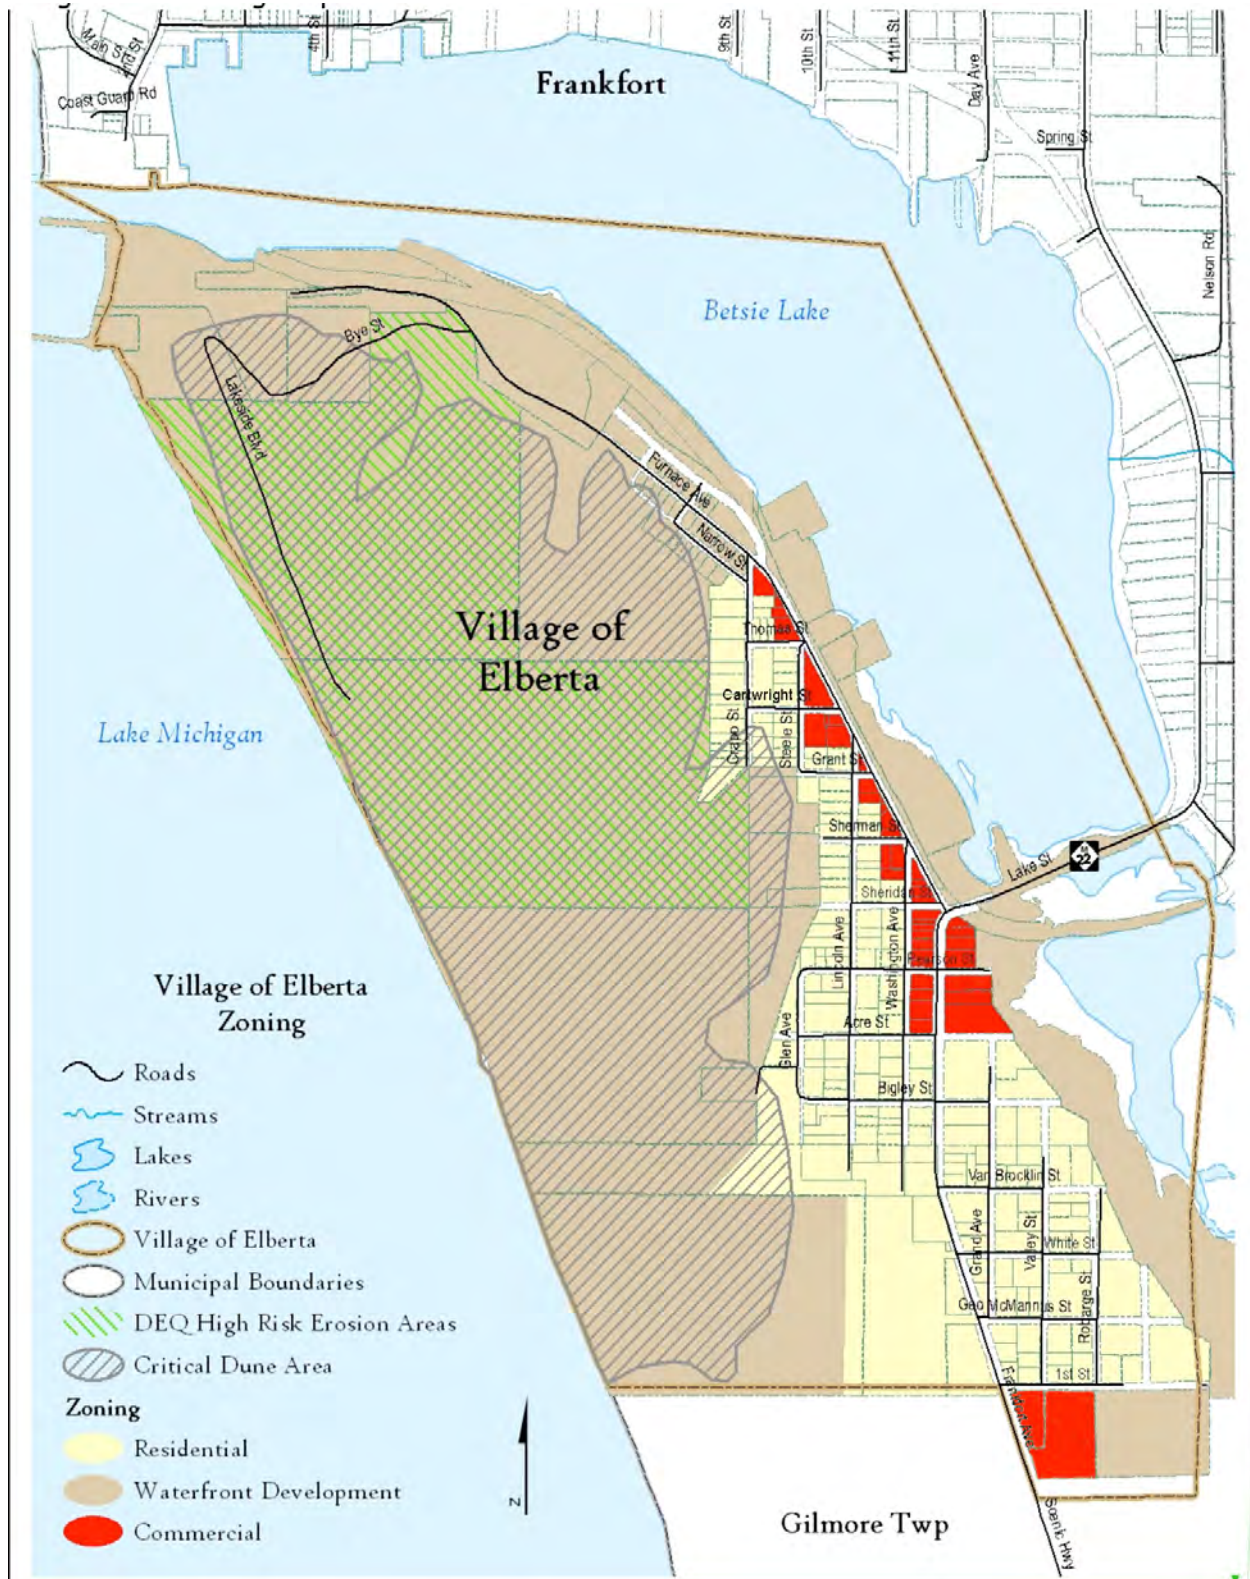 Main St
2nd St
4th St
9th St
10th St
11th St
Day Ave
Coast Guard Rd
Frankfort
Spring St
Nelson Rd
Betsie Lake
Bye St
Lakeside Blvd
Furnace Ave
Narrow St
Village of
Elberta
Thomas St
Cartwright St
Crapo St
Steele St
Grant St
Lake Michigan
Sherman St
Lake St
M
22
Sheridan St
Lincoln Ave
Washington Ave
Pearson St
Acre St
Glen Ave
Bigley St
Van Brocklin St
Grand Ave
Valley St
White St
Geo McMannus St
Robarge St
1st St
Frankfort Ave
Scenic Hwy
Gilmore Twp
Village of Elberta
Zoning
Roads
Streams
Lakes
Rivers
Village of Elberta
Municipal Boundaries
DEQ High Risk Erosion Areas
Critical Dune Area
Zoning
Residential
Waterfront Development
Commercial
N